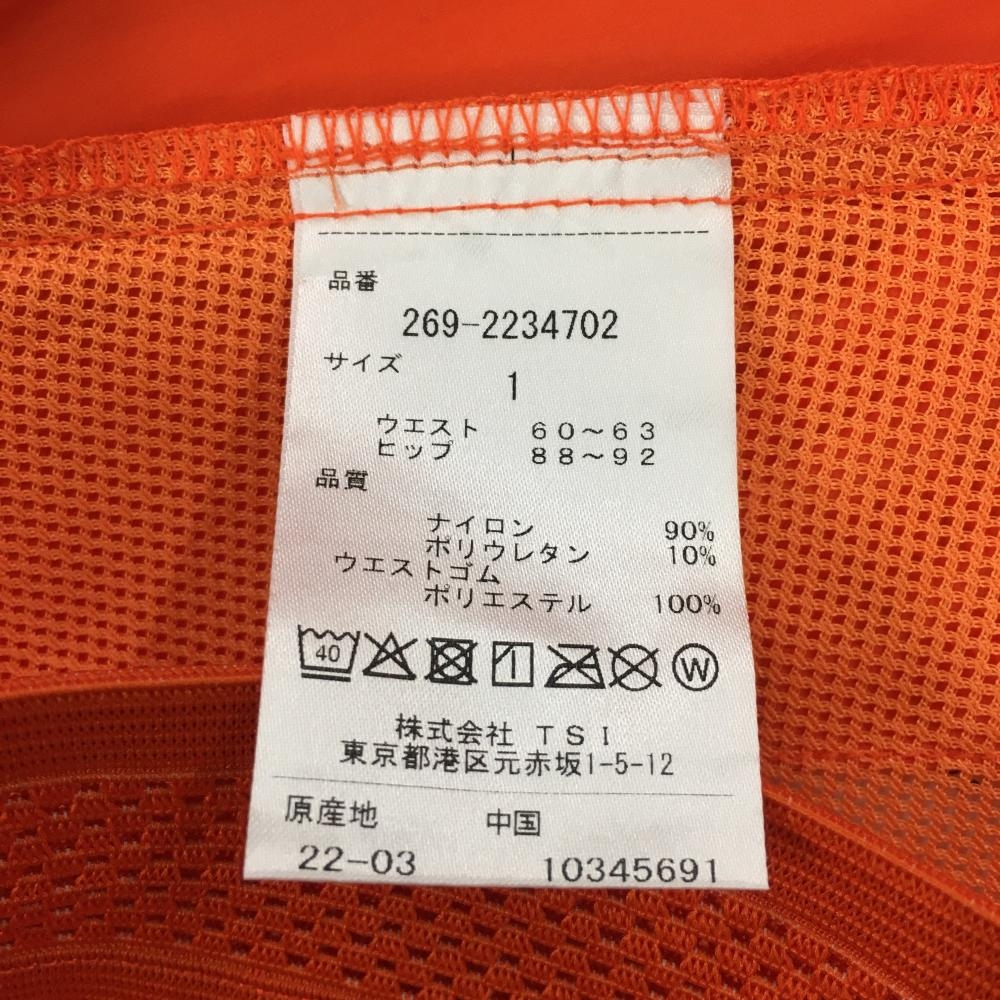 品番
269-2234702
サイズ
1
ウエスト 60~63
ヒップ 88~92
品質
ナイロン 90%
ポリウレタン 10%
ウエストゴム
ポリエステル 100%
40 W
株式会社 TSI
東京都港区元赤坂1-5-12
原産地 中国
22-03 10345691